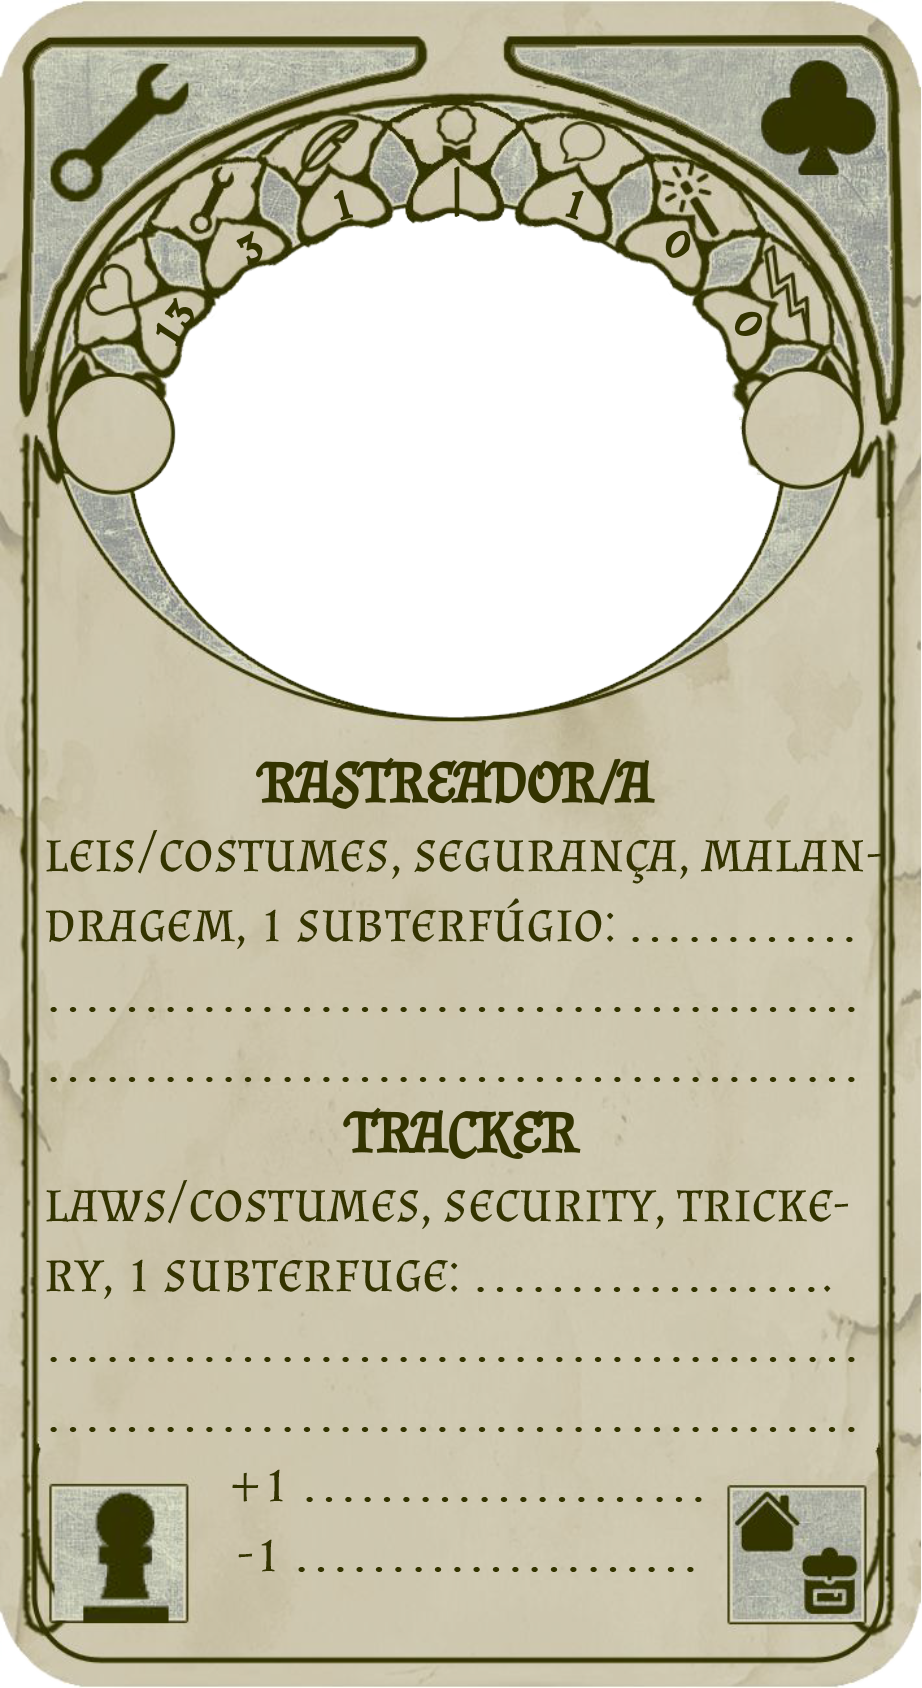 13 3 1 | 1 0 0
RASTREADOR/A
LEIS/COSTUMES, SEGURANÇA, MALAN-
DRAGEM, 1 SUBTERFÚGIO: ............
..........................................
..........................................
TRACKER
LAWS/COSTUMES, SECURITY, TRICKE-
RY, 1 SUBTERFUGE: ...................
..........................................
..........................................
+1 .....................
-1 .....................